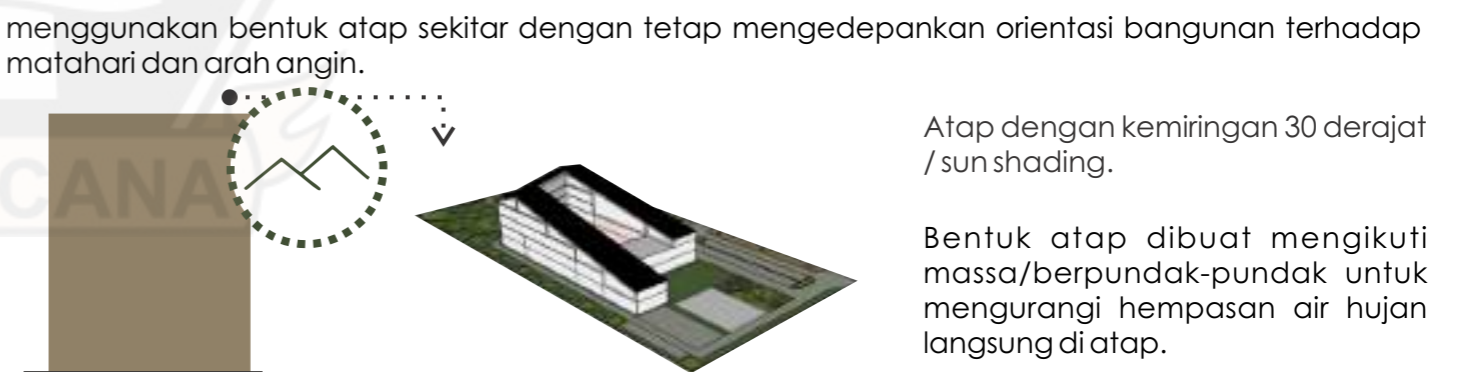 menggunakan bentuk atap sekitar dengan tetap mengedepankan orientasi bangunan terhadap
matahari dan arah angin.
CANA
Atap dengan kemiringan 30 derajat
/ sun shading.
Bentuk atap dibuat mengikuti
massa/berpundak-pundak untuk
mengurangi hempasan air hujan
langsung di atap.